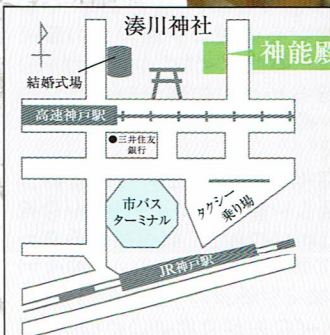 湊川神社
神能殿
結婚式場
高速神戸駅
●三井住友
銀行
市バス
ターミナル
タクシー
乗り場
JR神戸駅